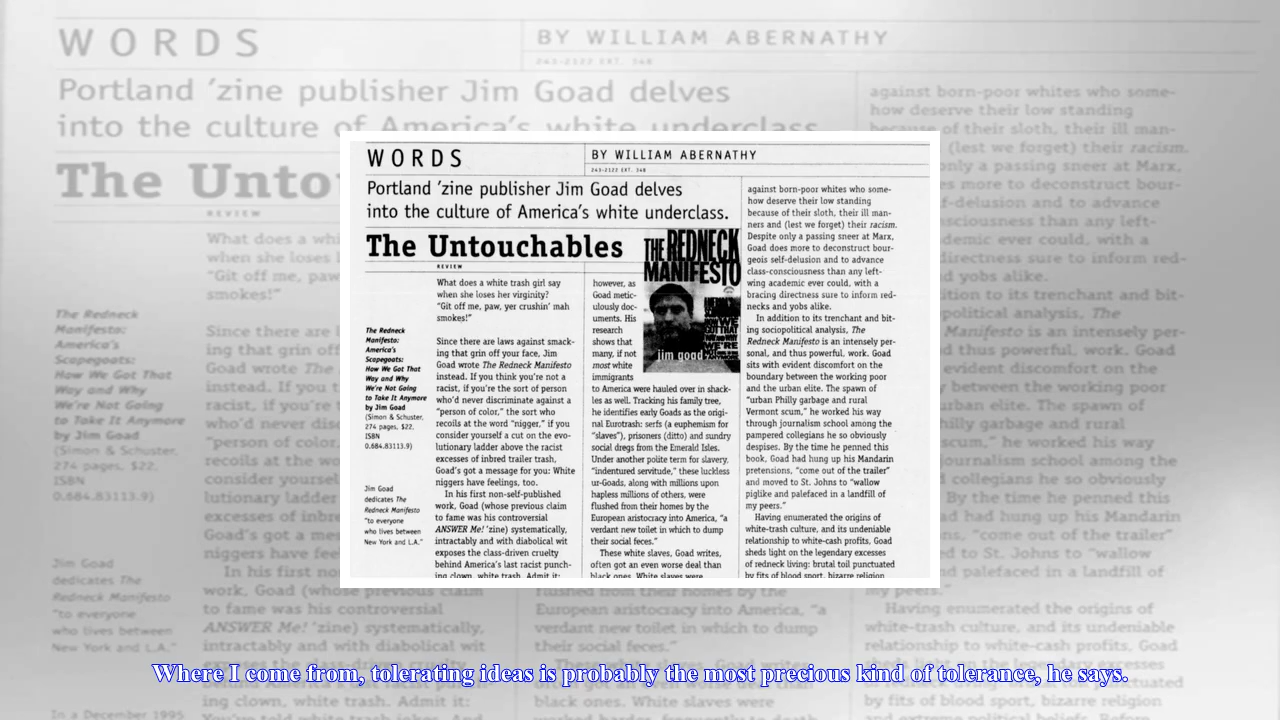 WORDS
BY WILLIAM ABERNATHY
243-2122 EXT. 348
Portland 'zine publisher Jim Goad delves
into the culture of America's white underclass.
The Untouchables
REVIEW
The Redneck
Manifesto:
America's
Scapegoats:
How We Got That
Way and Why
We're Not Going
to Take It Anymore
by Jim Goad
(Simon & Schuster,
274 pages, $22.
ISBN
0.684.83113.9)
Jim Goad
dedicates The
Redneck Manifesto
"to everyone
who lives between
New York and L.A."
What does a white trash girl say
when she loses her virginity?
"Git off me, paw, yer crushin' mah
smokes!"
Since there are laws against smack-
ing that grin off your face, Jim
Goad wrote The Redneck Manifesto
instead. If you think you're not a
racist, if you're the sort of person
who'd never discriminate against a
"person of color," the sort who
recoils at the word "nigger," if you
consider yourself a cut on the evo-
lutionary ladder above the racist
excesses of inbred trailer trash,
Goad's got a message for you: White
niggers have feelings, too.
In his first non-self-published
work, Goad (whose previous claim
to fame was his controversial
ANSWER Me! 'zine) systematically,
intractably and with diabolical wit
exposes the class-driven cruelty
behind America's last racist punch-
ing clown, white trash. Admit it:
THE REDNECK
MANIFESTO
jim goad
however, as
Goad metic-
ulously doc-
uments. His
research
shows that
many, if not
most white
immigrants
to America were hauled over in shack-
les as well. Tracking his family tree,
he identifies early Goads as the origi-
nal Eurotrash: serfs (a euphemism for
"slaves"), prisoners (ditto) and sundry
social dregs from the Emerald Isles.
Under another polite term for slavery,
"indentured servitude," these luckless
ur-Goads, along with millions upon
hapless millions of others, were
flushed from their homes by the
European aristocracy into America, "a
verdant new toilet in which to dump
their social feces."
These white slaves, Goad writes,
often got an even worse deal than
black ones. White slaves were
against born-poor whites who some-
how deserve their low standing
because of their sloth, their ill man-
ners and (lest we forget) their racism.
Despite only a passing sneer at Marx,
Goad does more to deconstruct bour-
geois self-delusion and to advance
class-consciousness than any left-
wing academic ever could, with a
bracing directness sure to inform red-
necks and yobs alike.
In addition to its trenchant and bit-
ing sociopolitical analysis, The
Redneck Manifesto is an intensely per-
sonal, and thus powerful, work. Goad
sits with evident discomfort on the
boundary between the working poor
and the urban elite. The spawn of
"urban Philly garbage and rural
Vermont scum," he worked his way
through journalism school among the
pampered collegians he so obviously
despises. By the time he penned this
book, Goad had hung up his Mandarin
pretensions, "come out of the trailer"
and moved to St. Johns to "wallow
piglike and palefaced in a landfill of
my peers."
Having enumerated the origins of
white-trash culture, and its undeniable
relationship to white-cash profits, Goad
sheds light on the legendary excesses
of redneck living: brutal toil punctuated
by fits of blood sport, bizarre religion
Where I come from, tolerating ideas is probably the most precious kind of tolerance, he says.